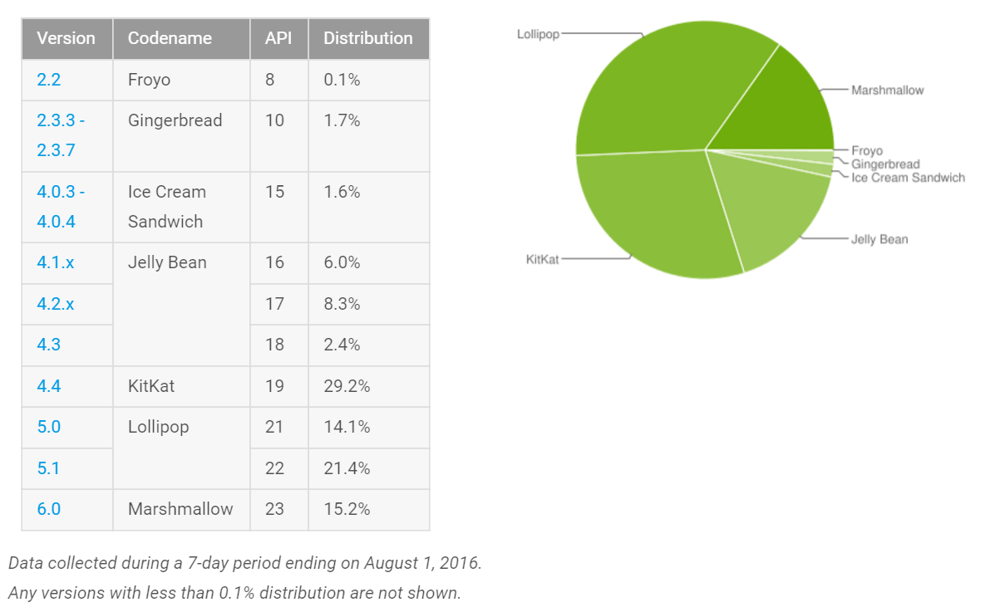 Version Codename API Distribution
2.2 Froyo 8 0.1%
2.3.3 - Gingerbread 10 1.7%
2.3.7
4.0.3 - Ice Cream 15 1.6%
4.0.4 Sandwich
4.1.x Jelly Bean 16 6.0%
4.2.x 17 8.3%
4.3 18 2.4%
4.4 KitKat 19 29.2%
5.0 Lollipop 21 14.1%
5.1 22 21.4%
6.0 Marshmallow 23 15.2%
Lollipop
Marshmallow
Froyo
Gingerbread
Ice Cream Sandwich
Jelly Bean
KitKat
Data collected during a 7-day period ending on August 1, 2016.
Any versions with less than 0.1% distribution are not shown.